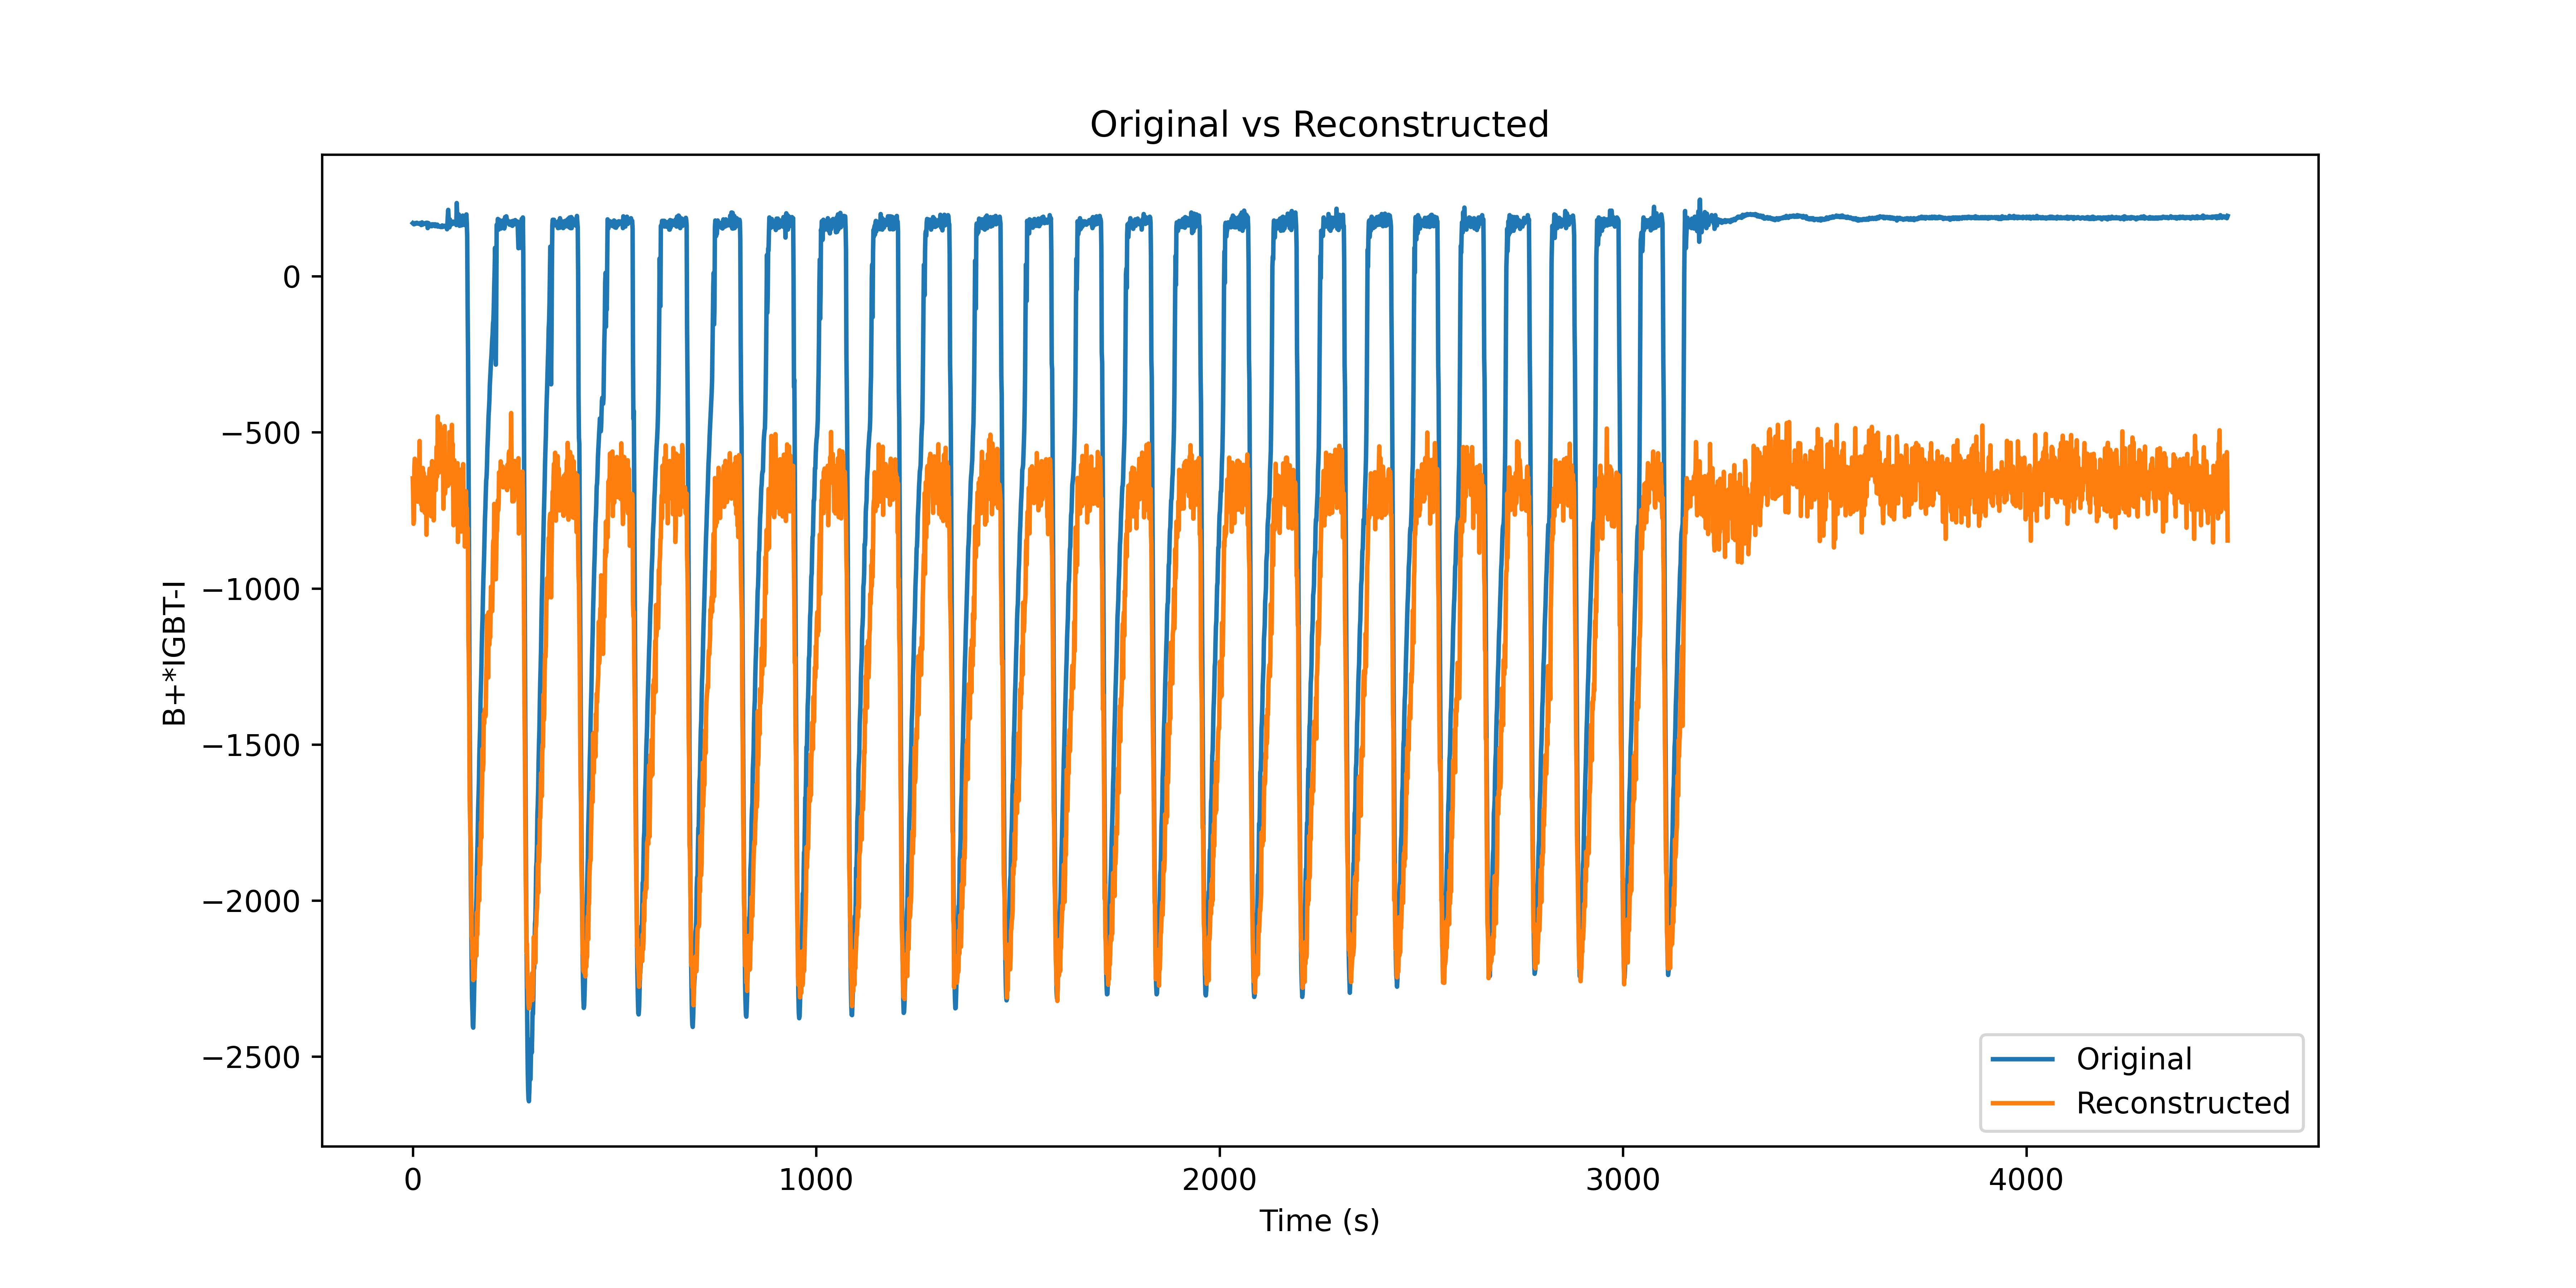 Original vs Reconstructed
B+*IGBT-I
0
−500
−1000
−1500
−2000
−2500
0
1000
2000
3000
4000
Time (s)
Original
Reconstructed